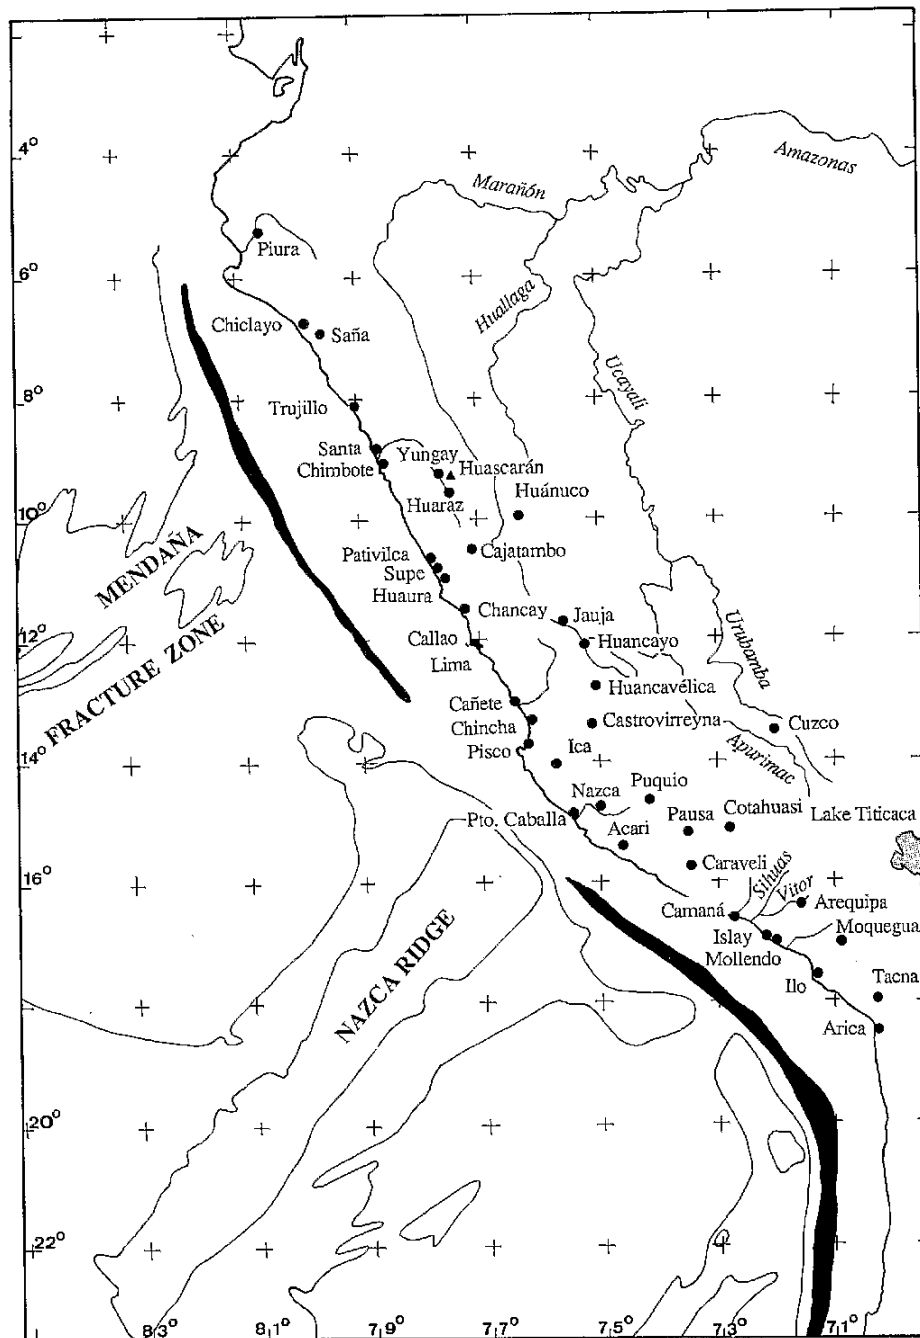 4°
Amazonas
Marañón
Piura
6°
Huallaga
Chiclayo
Saña
Ucayali
8°
Trujillo
Santa
Yungay
Huascarán
Chimbote
Huánuco
Huaraz
10°
Pativilca
Cajatambo
MENDAÑA
Supe
Huaura
Chancay
Jauja
12°
Callao
Huancayo
Urubamba
Lima
FRACTURE ZONE
Huancavélica
Cañete
Chincha
Castrovirreyna
Cuzco
Pisco
Ica
Apurimac
14°
Nazca
Puquio
Pto. Caballa
Acari
Pausa
Cotahuasi
Lake Titicaca
Caraveli
16°
Sihuas
Vitor
Camaná
Arequipa
Islay
Moquegua
Mollendo
NAZCA RIDGE
Ilo
Tacna
18°
Arica
20°
22°
83°
81°
79°
77°
75°
73°
71°